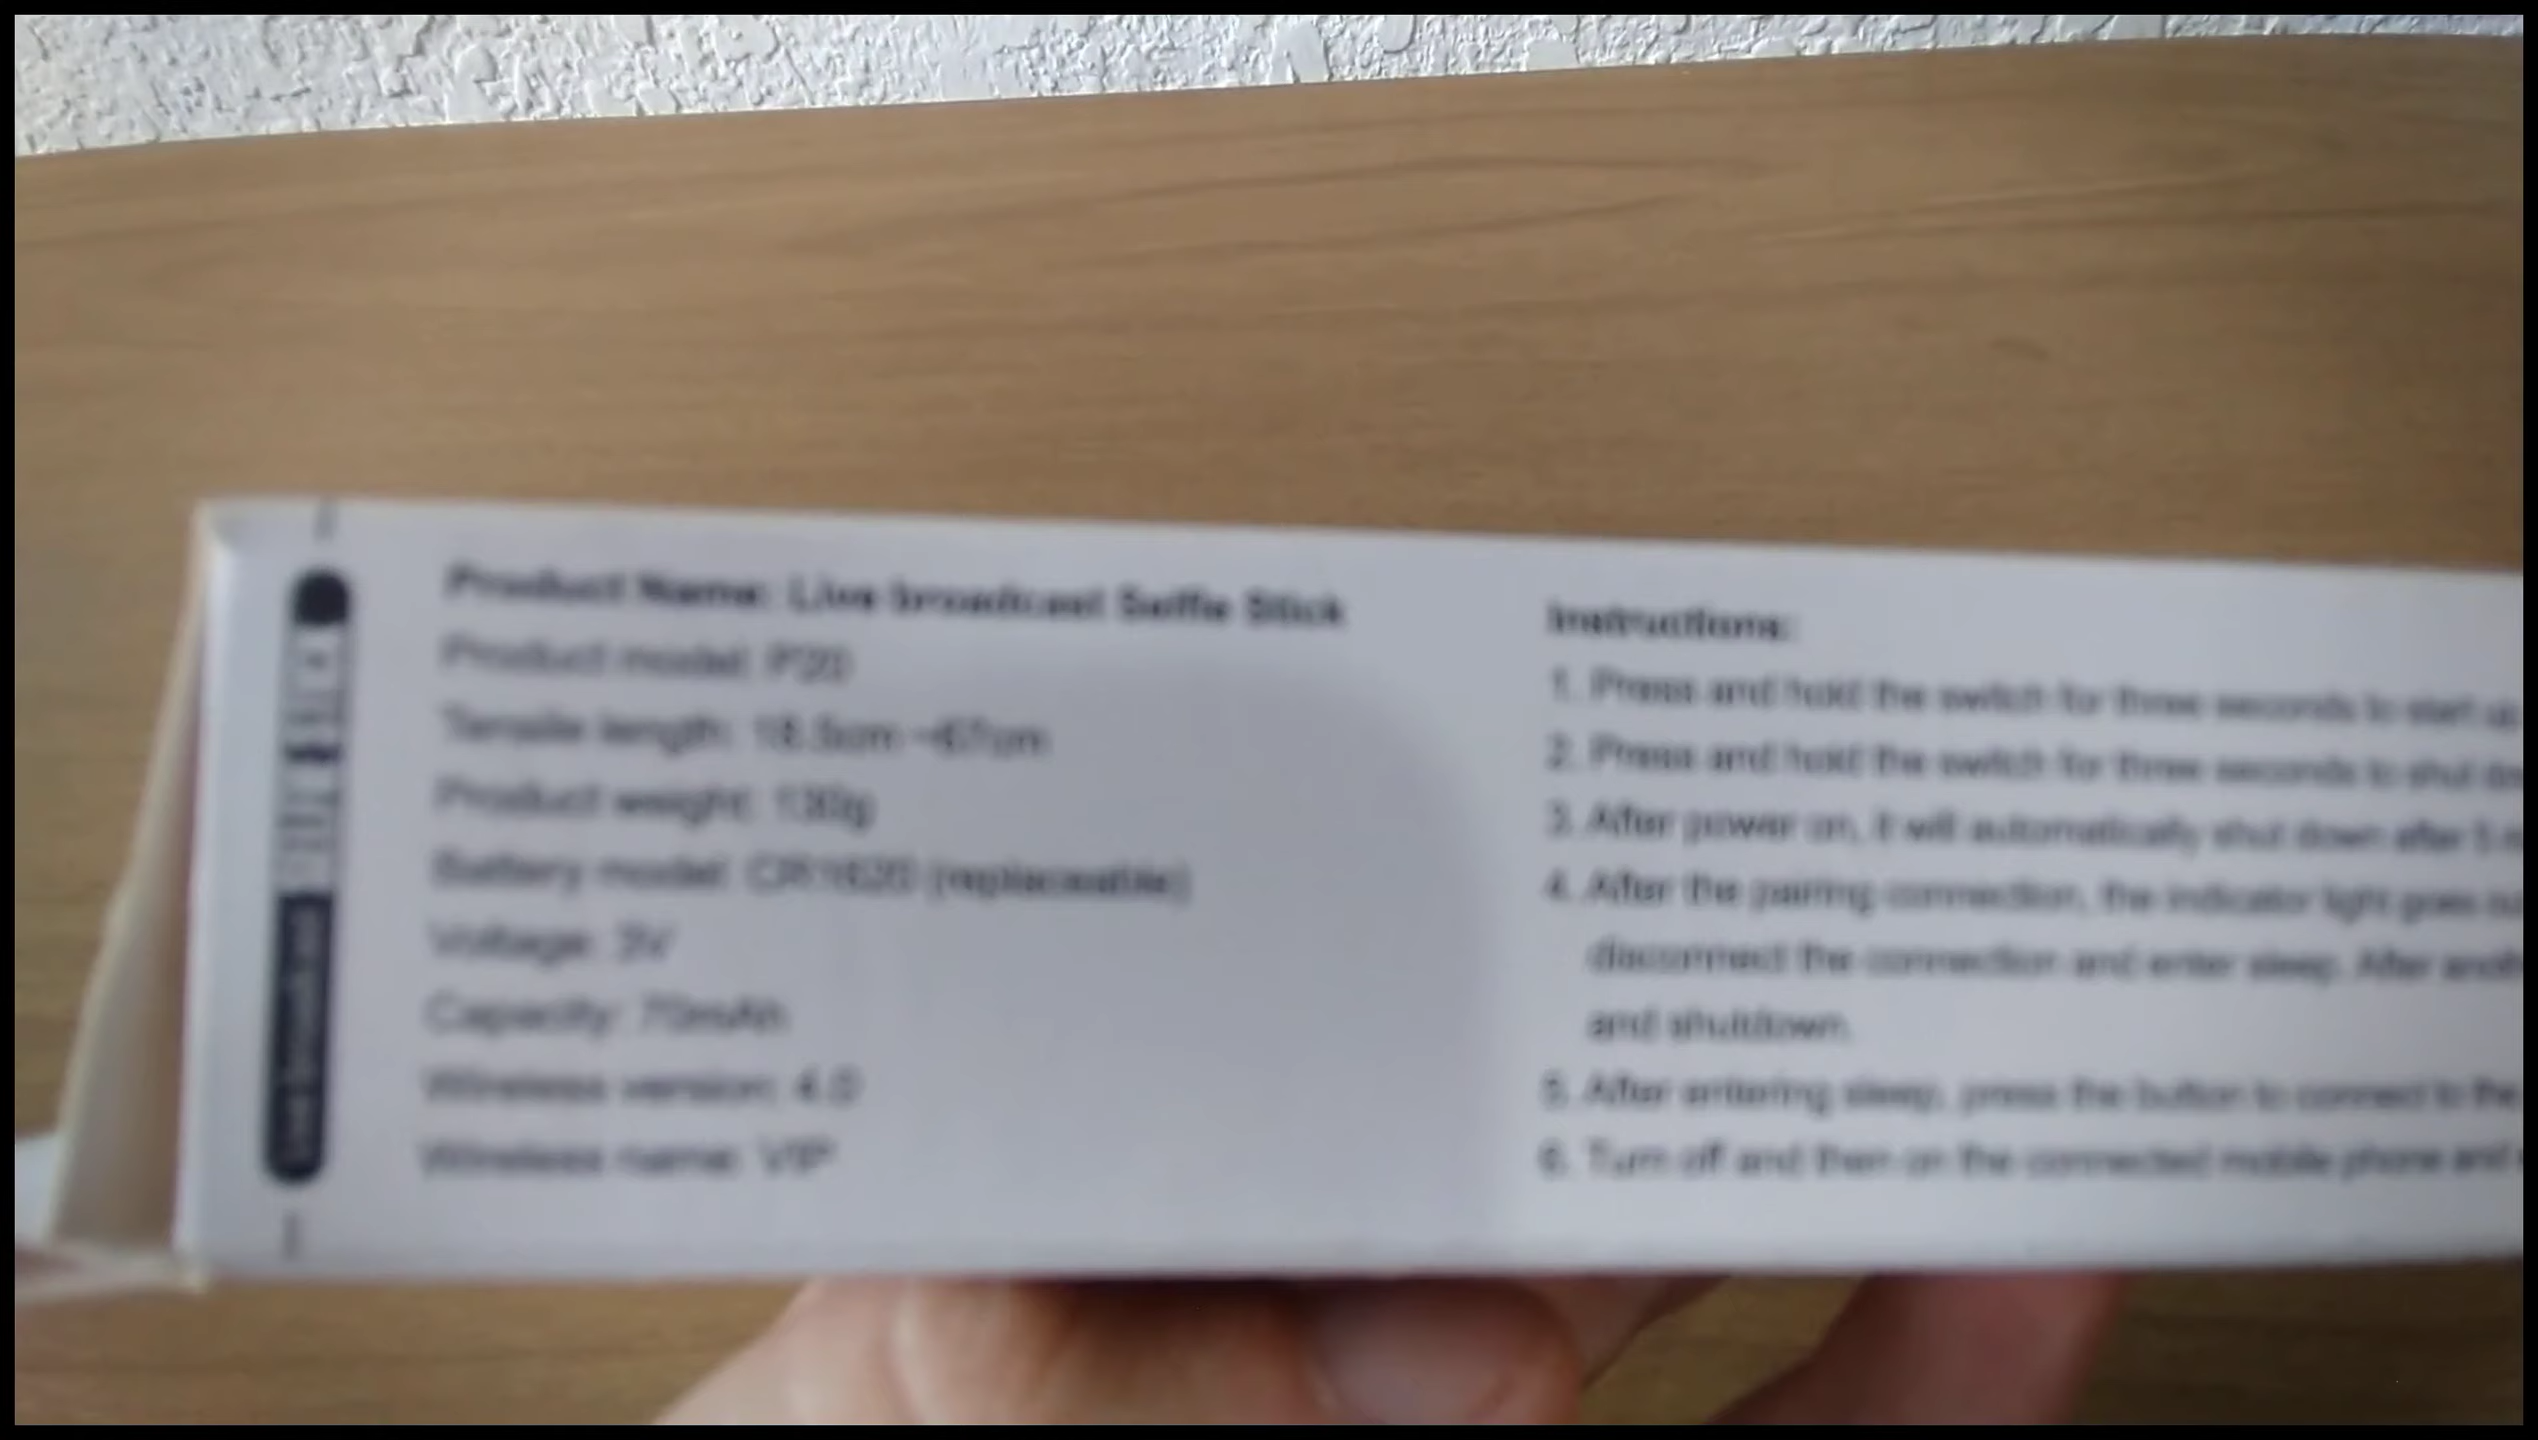 Live broadcast
Product Name: Live broadcast Selfie Stick
Product model: P20
Tensile length: 18.5cm ~67cm
Product weight: 130g
Battery model: CR1620 (replaceable)
Voltage: 3V
Capacity: 70mAh
Wireless version: 4.0
Wireless name: VIP
Instructions:
1. Press and hold the switch for three seconds to start up
2. Press and hold the switch for three seconds to shut
3. After power on, it will automatically shut down after 5
4. After the pairing connection, the indicator light goes
disconnect the connection and enter sleep. After
and shutdown.
5. After entering sleep, press the button to connect to the
6. Turn off and then on the connected mobile phone and